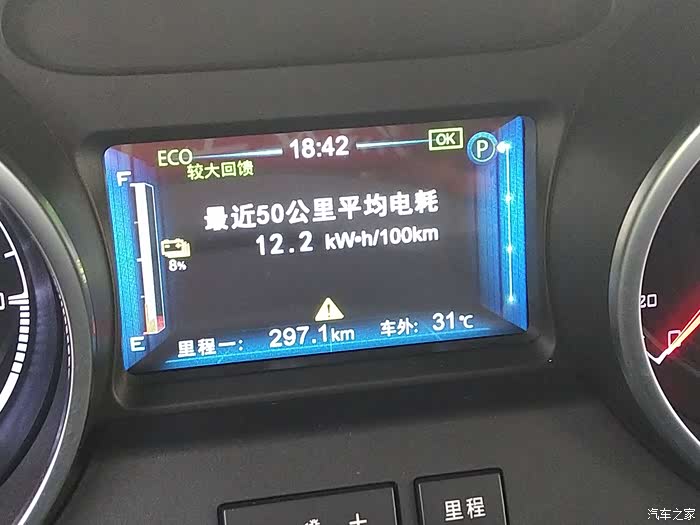 ECO 18:42 OK P
较大回馈
F
最近50公里平均电耗
12.2 kW•h/100km
8%
E
里程一: 297.1km 车外: 31℃
20
里程
汽车之家